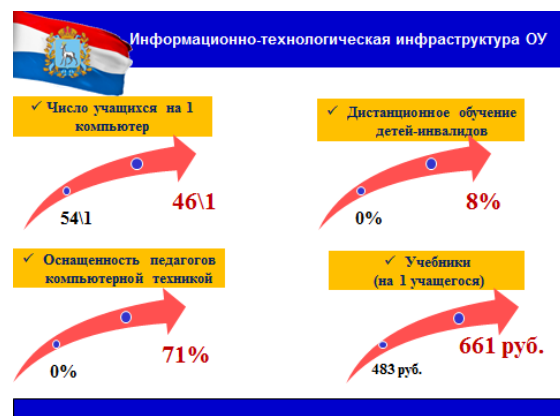 Информационно-технологическая инфраструктура ОУ
✓ Число учащихся на 1
компьютер
54\1
46\1
✓ Дистанционное обучение
детей-инвалидов
0%
8%
✓ Оснащенность педагогов
компьютерной техникой
0%
71%
✓ Учебники
(на 1 учащегося)
483 руб.
661 руб.